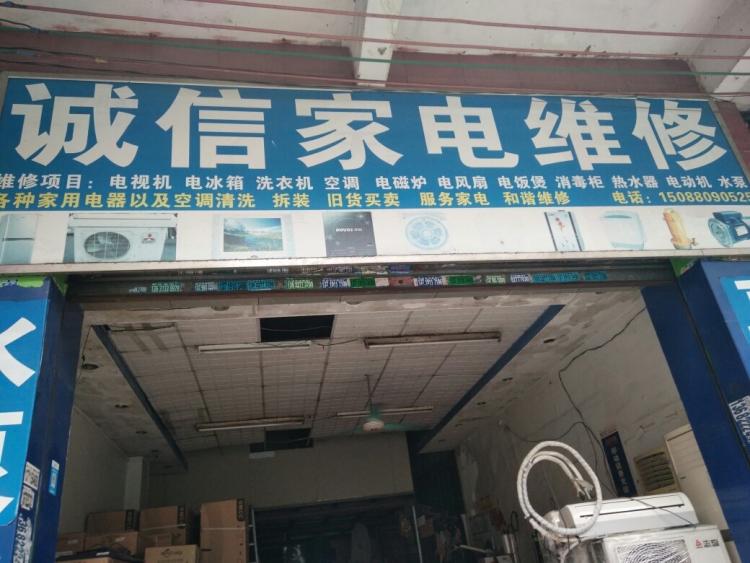 诚信家电维修
维修项目：电视机 电冰箱 洗衣机 空调 电磁炉 电风扇 电饭煲 消毒柜 热水器 电动机 水泵
各种家用电器以及空调清洗 拆装 旧货买卖 服务家电 和谐维修 电话：1508809052
水
泵